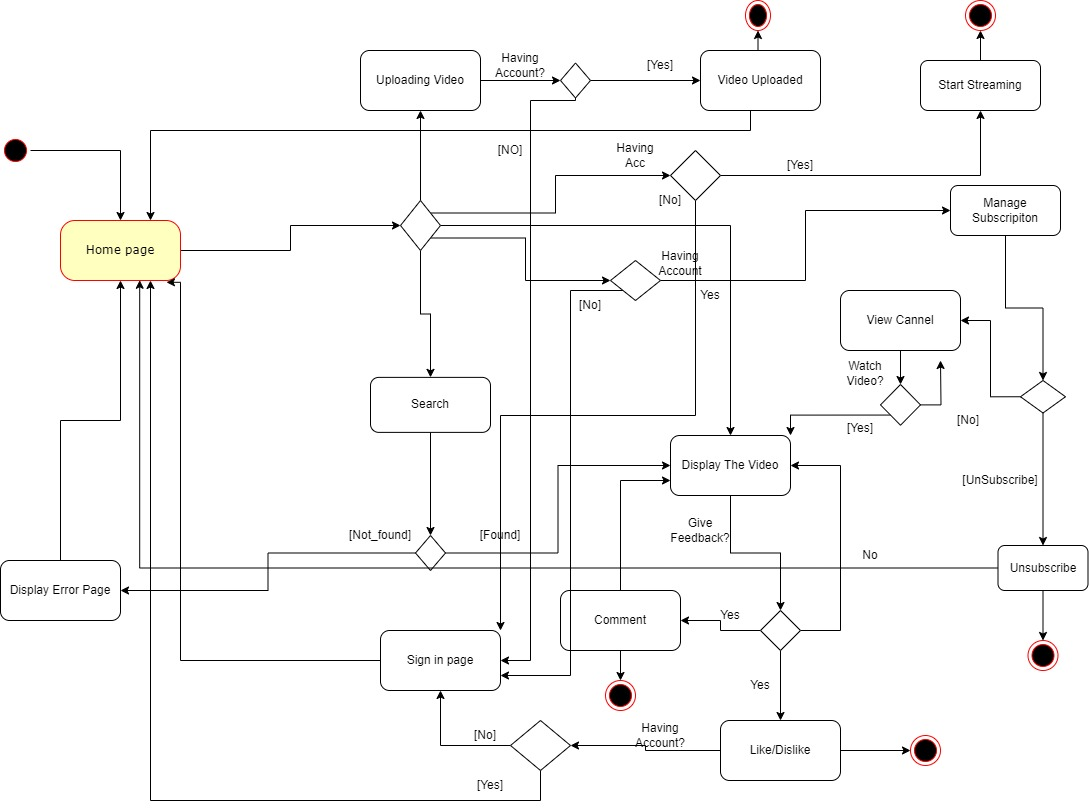 Uploading Video
Having
Account?
[Yes]
Video Uploaded
Start Streaming
[NO]
Having
Acc
[Yes]
[No]
Manage
Subscripiton
Home page
Having
Account
[No]
Yes
View Cannel
Watch
Video?
Search
[No]
[Yes]
Display The Video
[UnSubscribe]
[Not_found]
[Found]
Give
Feedback?
No
Unsubscribe
Display Error Page
Comment
Yes
Sign in page
Yes
[No]
Having
Account?
Like/Dislike
[Yes]